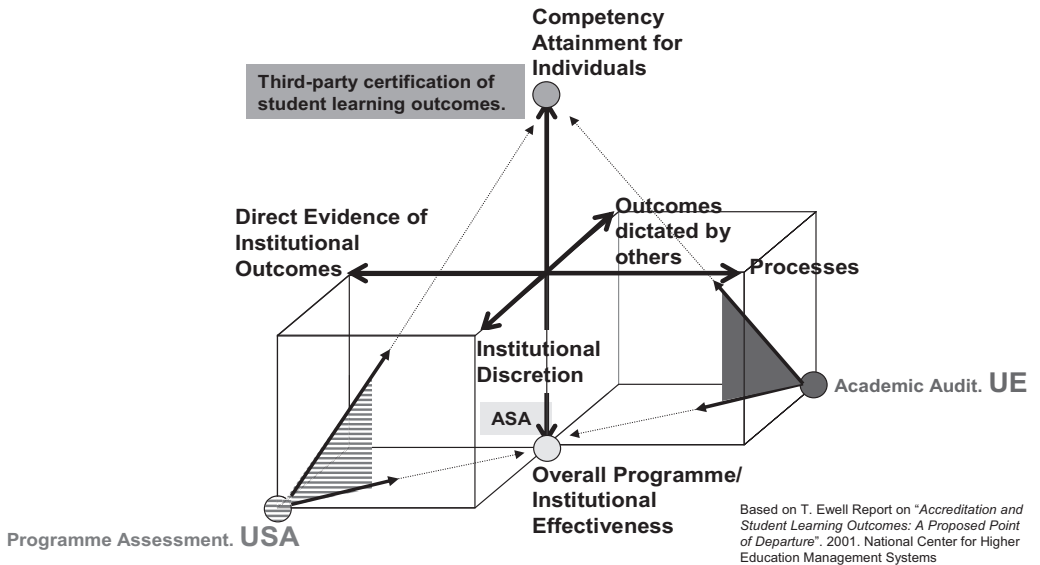 Competency
Attainment for
Individuals
Third-party certification of
student learning outcomes.
Direct Evidence of
Institutional
Outcomes
Outcomes
dictated by
others
Processes
Institutional
Discretion
Academic Audit. UE
ASA
Overall Programme/
Institutional
Effectiveness
Programme Assessment. USA
Based on T. Ewell Report on “Accreditation and
Student Learning Outcomes: A Proposed Point
of Departure”. 2001. National Center for Higher
Education Management Systems